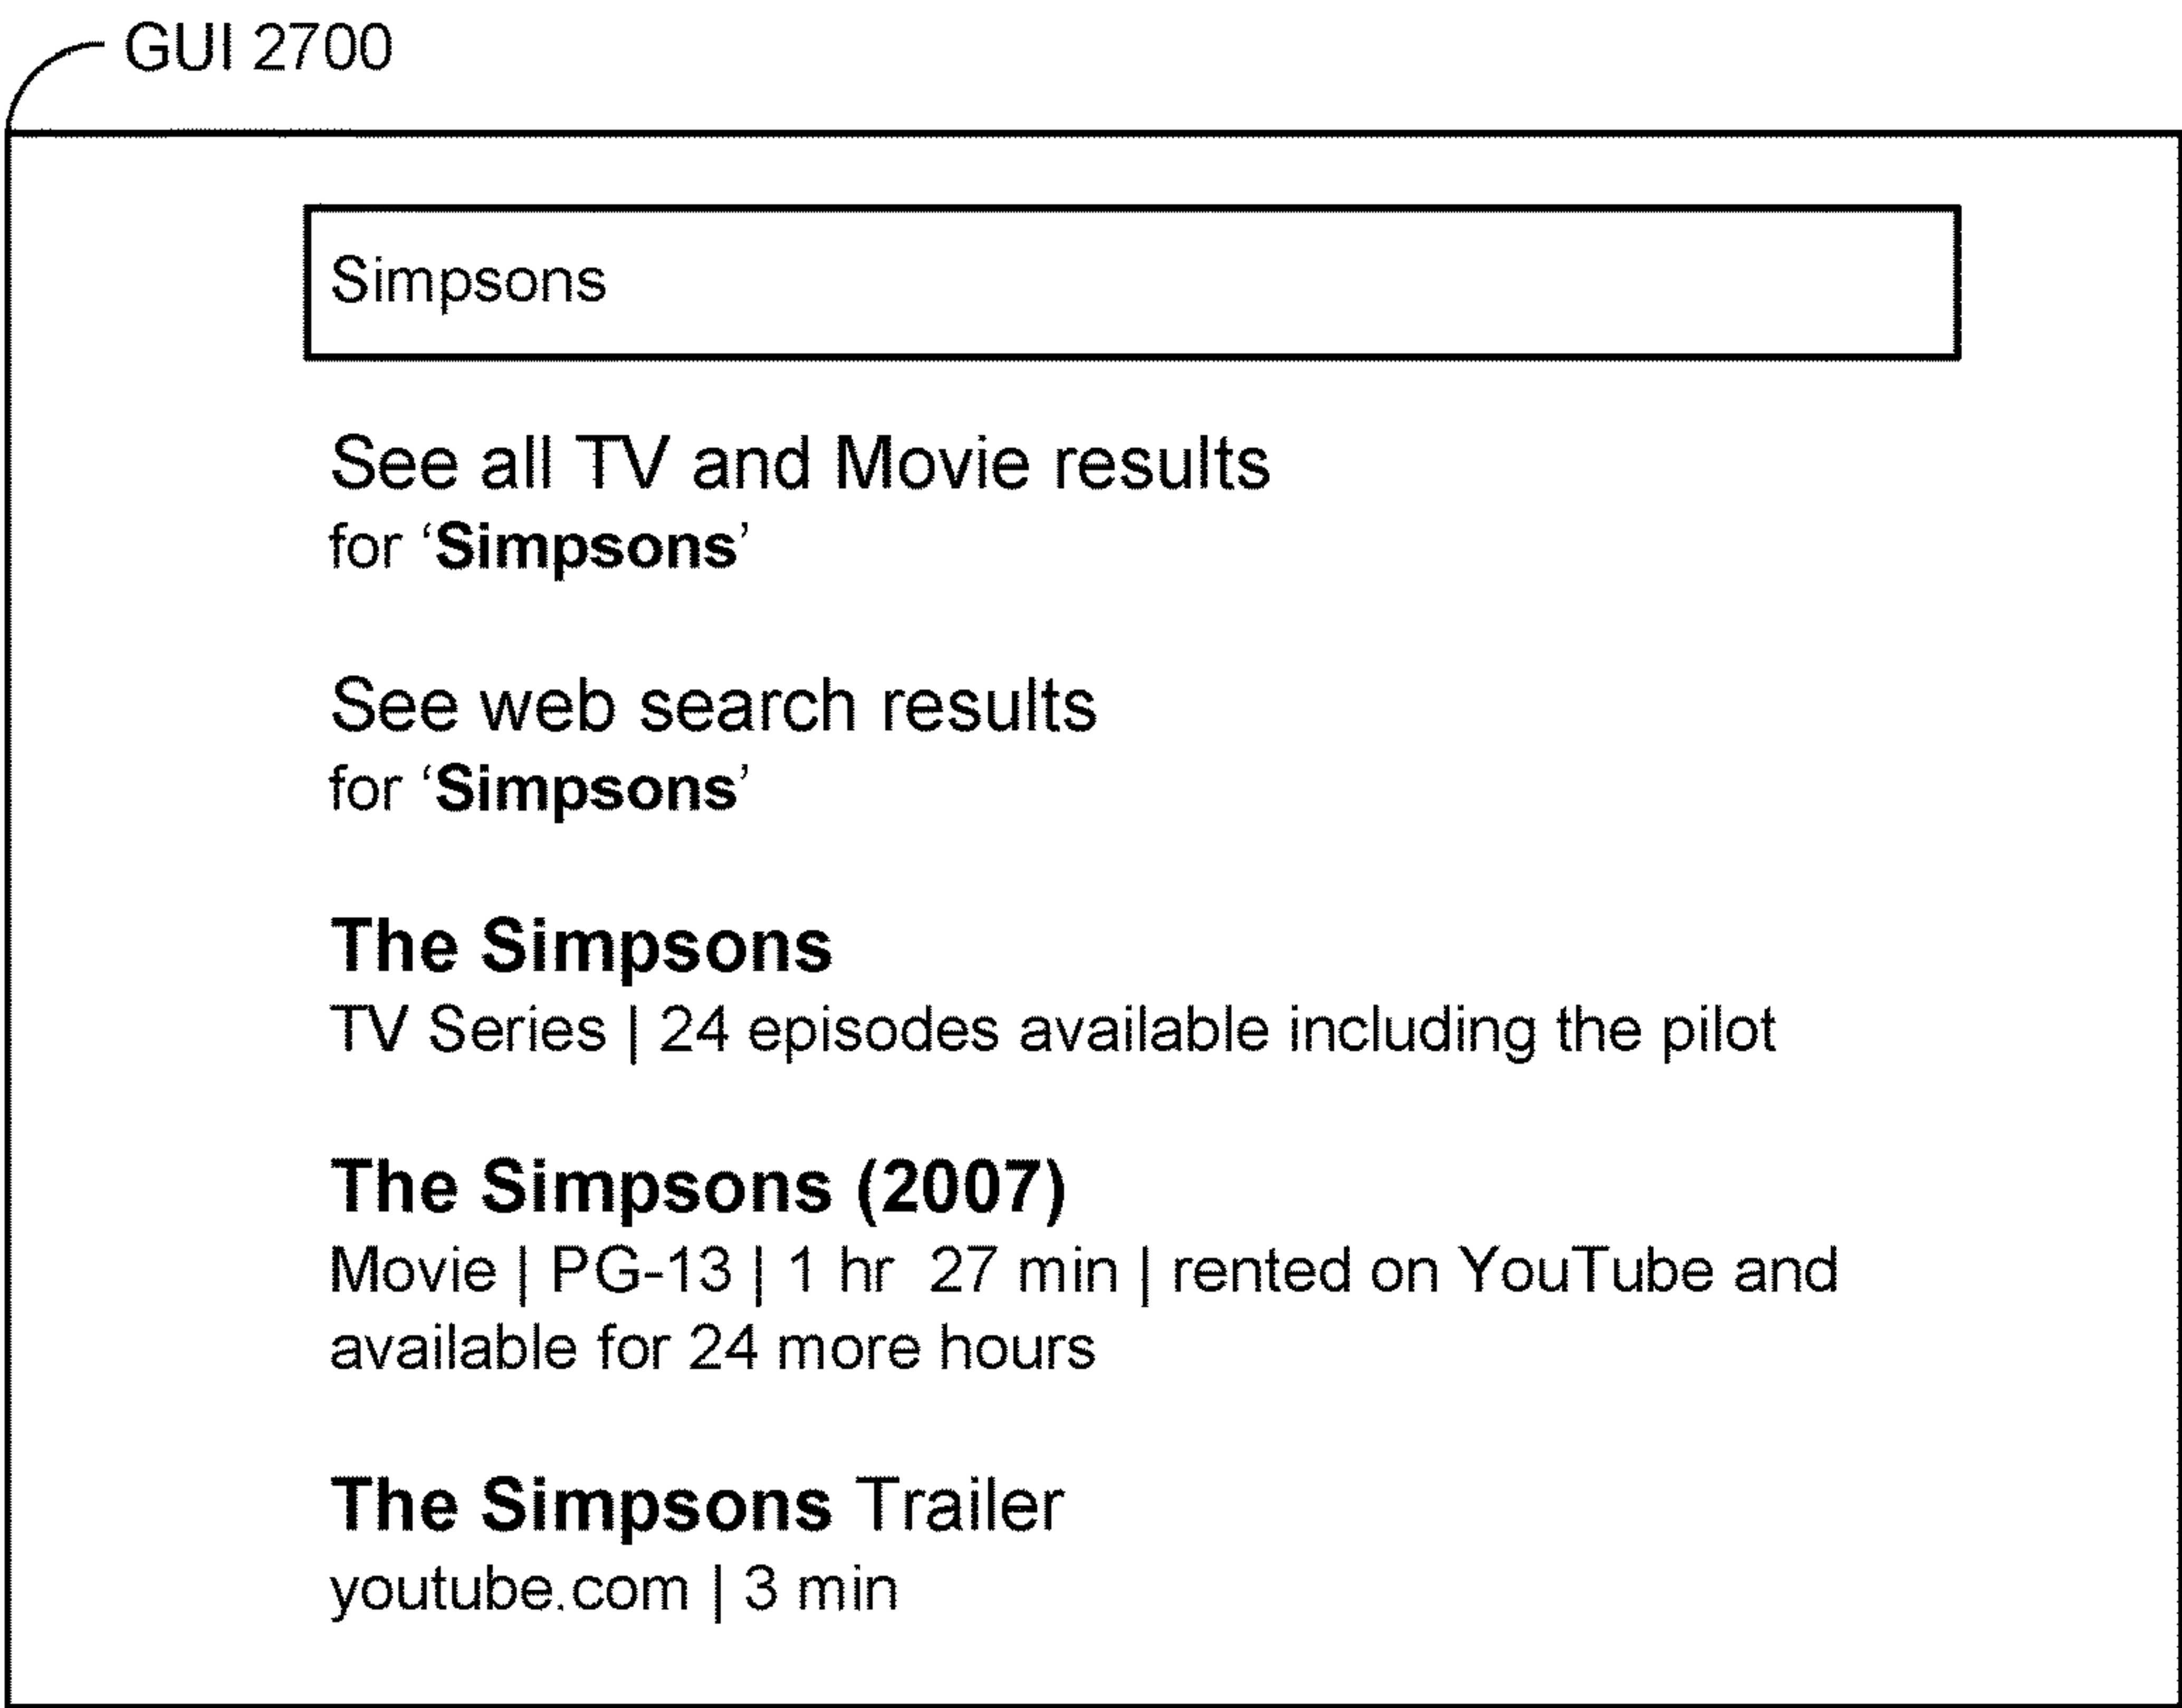 GUI 2700
Simpsons
See all TV and Movie results
for ‘Simpsons’
See web search results
for ‘Simpsons’
The Simpsons
TV Series | 24 episodes available including the pilot
The Simpsons (2007)
Movie | PG-13 | 1 hr 27 min | rented on YouTube and
available for 24 more hours
The Simpsons Trailer
youtube.com | 3 min